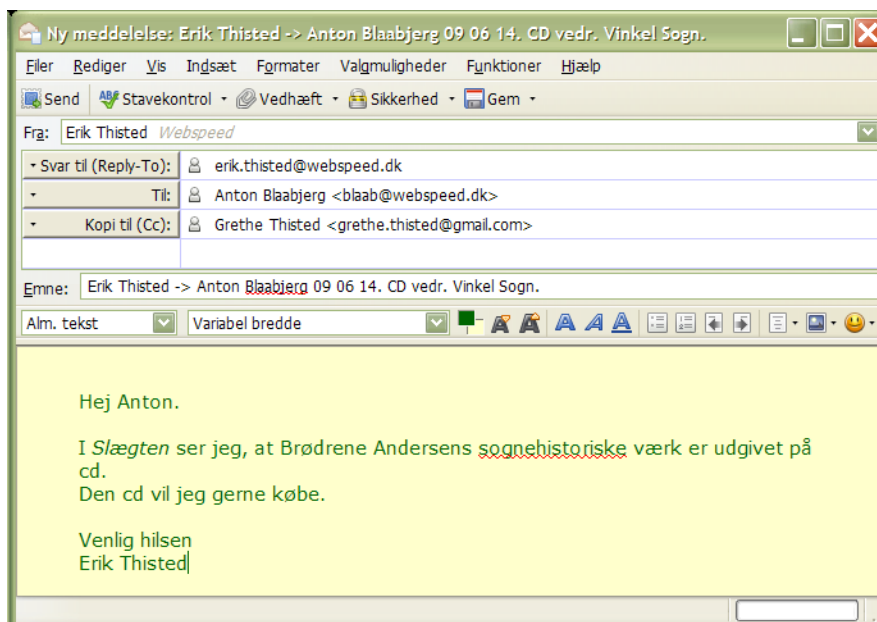 Ny meddelelse: Erik Thisted -> Anton Blaabjerg 09 06 14. CD vedr. Vinkel Sogn.
Filer Rediger Vis Indsæt Formater Valgmuligheder Funktioner Hjælp
Send Stavekontrol Vedhæft Sikkerhed Gem
Fra: Erik Thisted Webspeed
Svar til (Reply-To): erik.thisted@webspeed.dk
Til: Anton Blaabjerg <blaab@webspeed.dk>
Kopi til (Cc): Grethe Thisted <grethe.thisted@gmail.com>
Emne: Erik Thisted -> Anton Blaabjerg 09 06 14. CD vedr. Vinkel Sogn.
Alm. tekst Variabel bredde
Hej Anton.
I Slægten ser jeg, at Brødrene Andersens sognehistoriske værk er udgivet på
cd.
Den cd vil jeg gerne købe.
Venlig hilsen
Erik Thisted